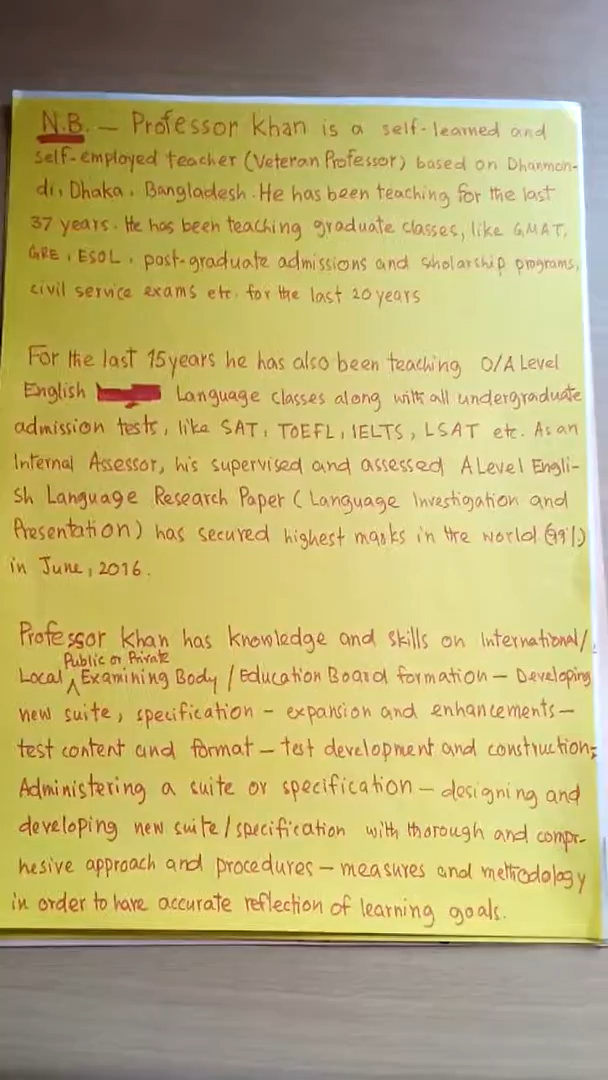 N.B. – Professor Khan is a self-learned and
self-employed teacher (Veteran Professor) based on Dhanmon-
di, Dhaka, Bangladesh. He has been teaching for the last
37 years. He has been teaching graduate classes, like GMAT,
GRE, ESOL, post-graduate admissions and scholarship programs,
civil service exams etc. for the last 20 years
For the last 15 years he has also been teaching O/A Level
English Language classes along with all undergraduate
admission tests, like SAT, TOEFL, IELTS, LSAT etc. As an
Internal Assessor, his supervised and assessed A Level Engli-
sh Language Research Paper (Language Investigation and
Presentation) has secured highest marks in the world (99%)
in June, 2016.
Professor Khan has knowledge and skills on International/
Public or Private
Local ^ Examining Body / Education Board formation – Developing
new suite, specification – expansion and enhancements –
test content and format – test development and construction;
Administering a suite or specification – designing and
developing new suite/specification with thorough and compr-
hesive approach and procedures – measures and methodology
in order to have accurate reflection of learning goals.